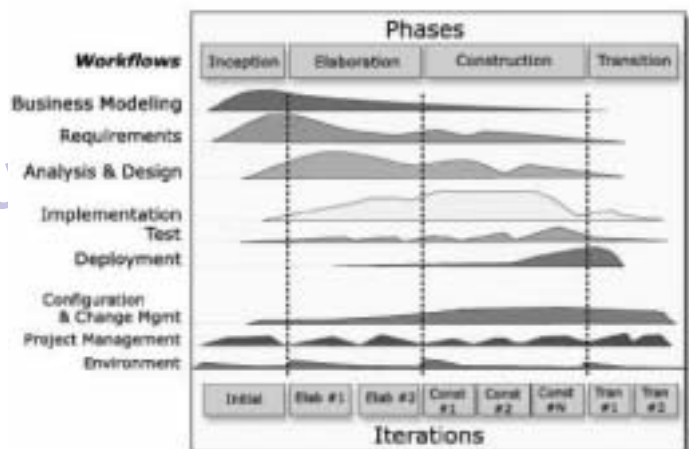 Phases
Workflows Inception Elaboration Construction Transition
Business Modeling
Requirements
Analysis & Design
Implementation
Test
Deployment
Configuration
& Change Mgmt
Project Management
Environment
Initial Elab #1 Elab #2 Const #1 Const #2 Const #N Tran #1 Tran #2
Iterations